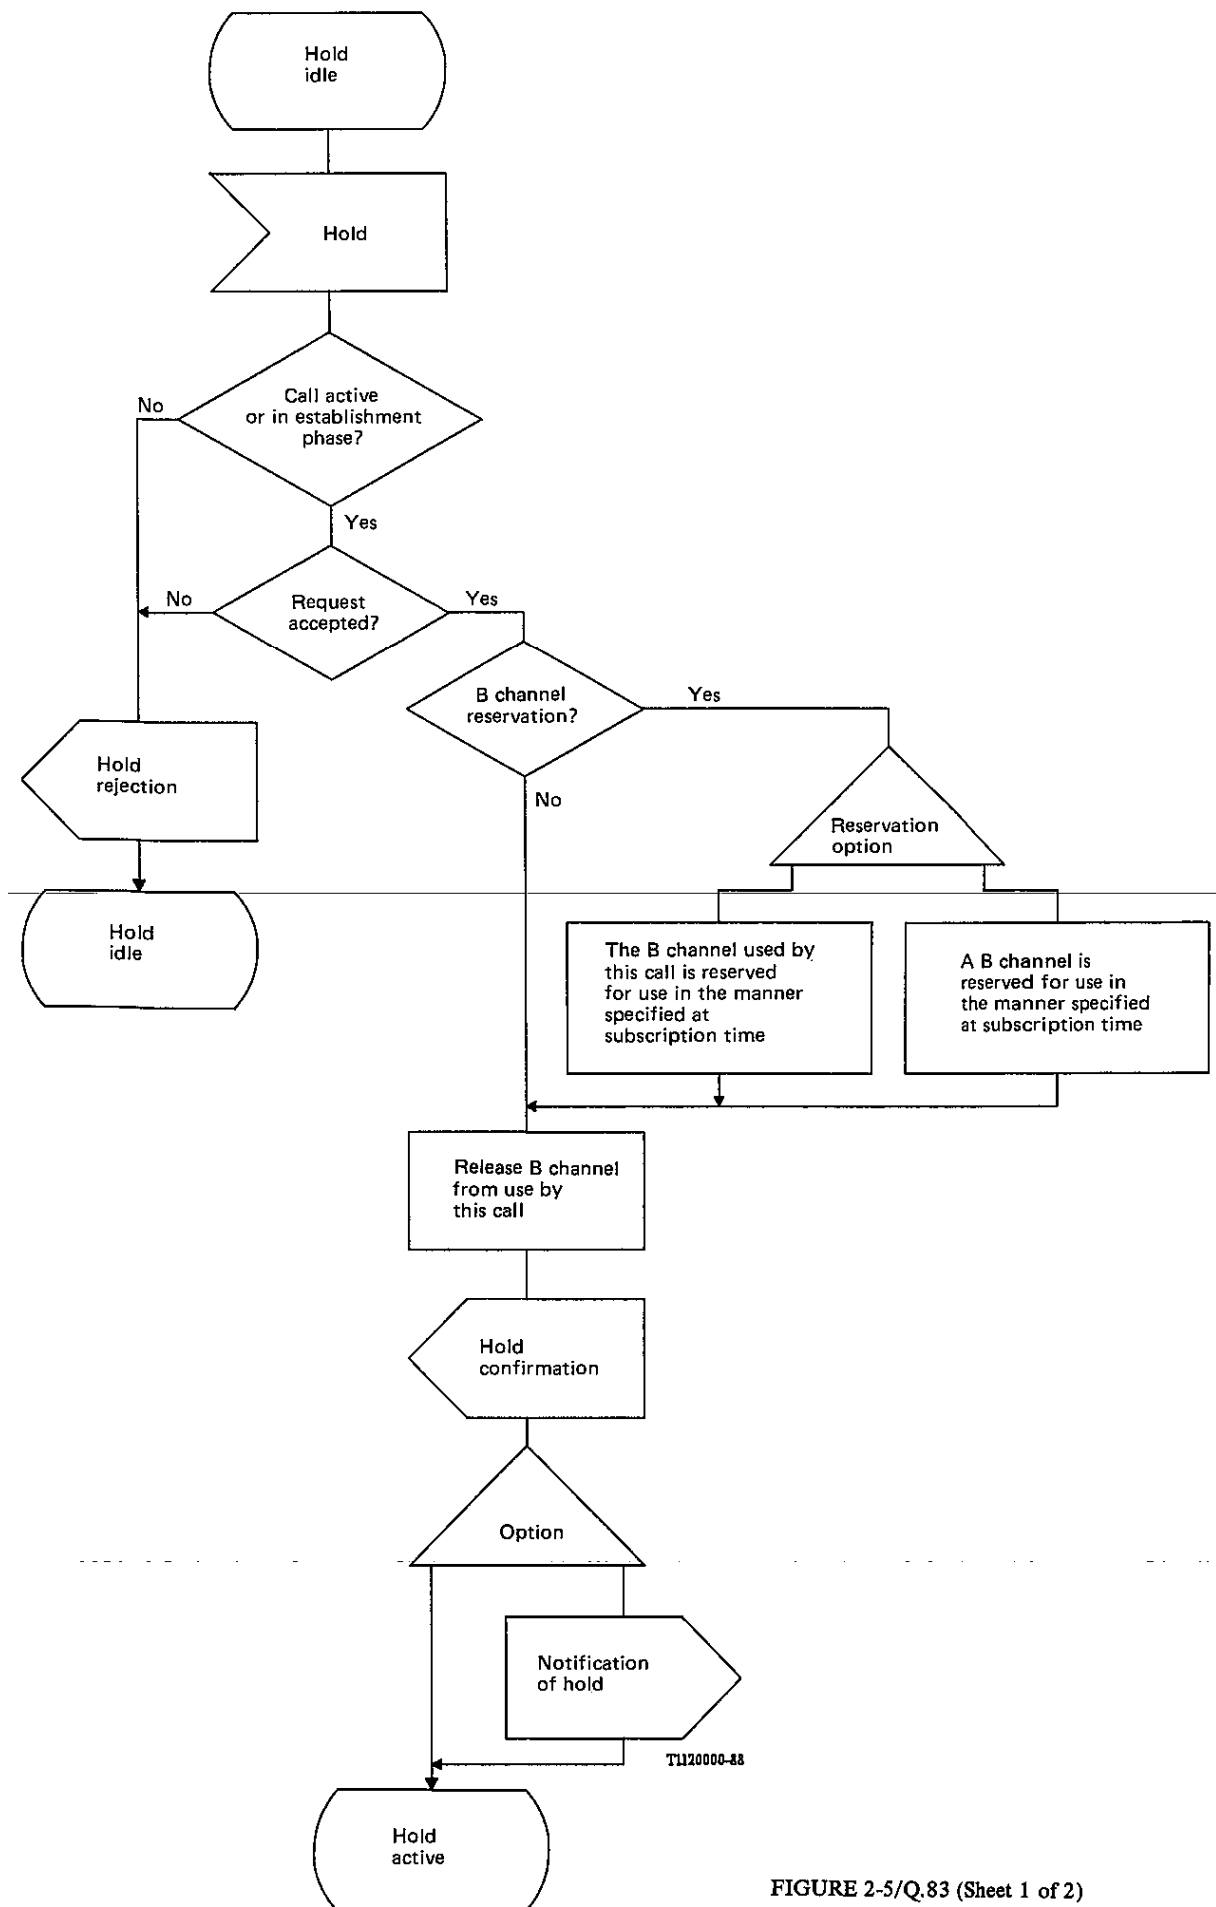 Hold
idle
Hold
Call active
or in establishment
phase?
No
Yes
Request
accepted?
No
Yes
B channel
reservation?
Yes
No
Hold
rejection
Reservation
option
Hold
idle
The B channel used by
this call is reserved
for use in the manner
specified at
subscription time
A B channel is
reserved for use in
the manner specified
at subscription time
Release B channel
from use by
this call
Hold
confirmation
Option
Notification
of hold
T1120000-88
Hold
active
FIGURE 2-5/Q.83 (Sheet 1 of 2)